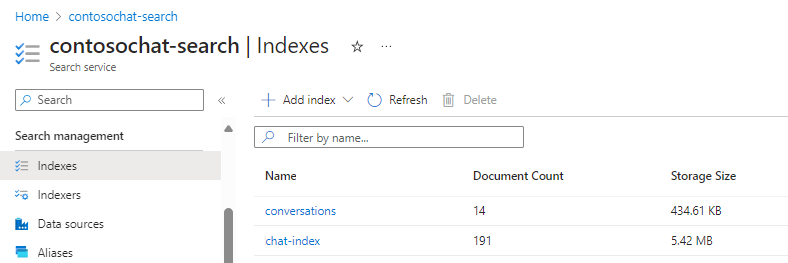 Home > contosochat-search
contosochat-search | Indexes
Search service
Search
Add index
Refresh
Delete
Search management
Filter by name...
Indexes
Name Document Count Storage Size
Indexers
conversations 14 434.61 KB
Data sources
chat-index 191 5.42 MB
Aliases